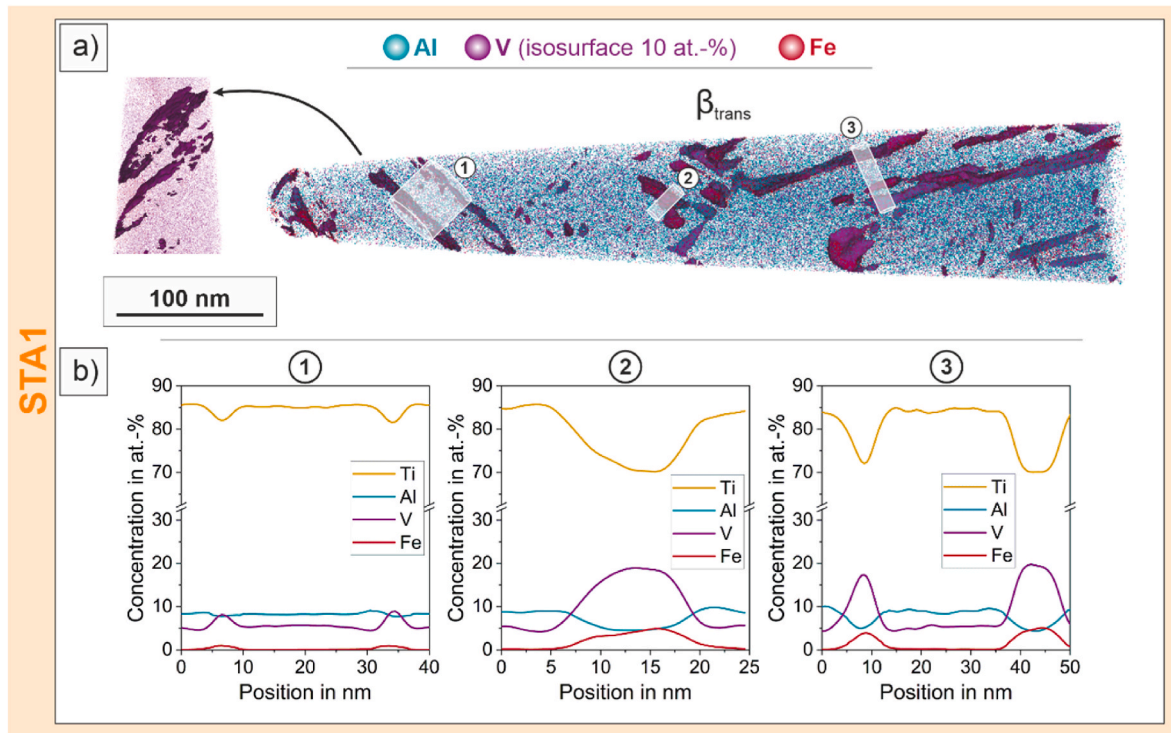 STA1
a)
Al V (isosurface 10 at.-%) Fe
βtrans
1
2
3
100 nm
b)
1
2
3
Concentration in at.-%
90
80
70
30
20
10
0
Ti
Al
V
Fe
0 10 20 30 40
Position in nm
Concentration in at.-%
90
80
70
30
20
10
0
Ti
Al
V
Fe
0 5 10 15 20 25
Position in nm
Concentration in at.-%
90
80
70
30
20
10
0
Ti
Al
V
Fe
0 10 20 30 40 50
Position in nm